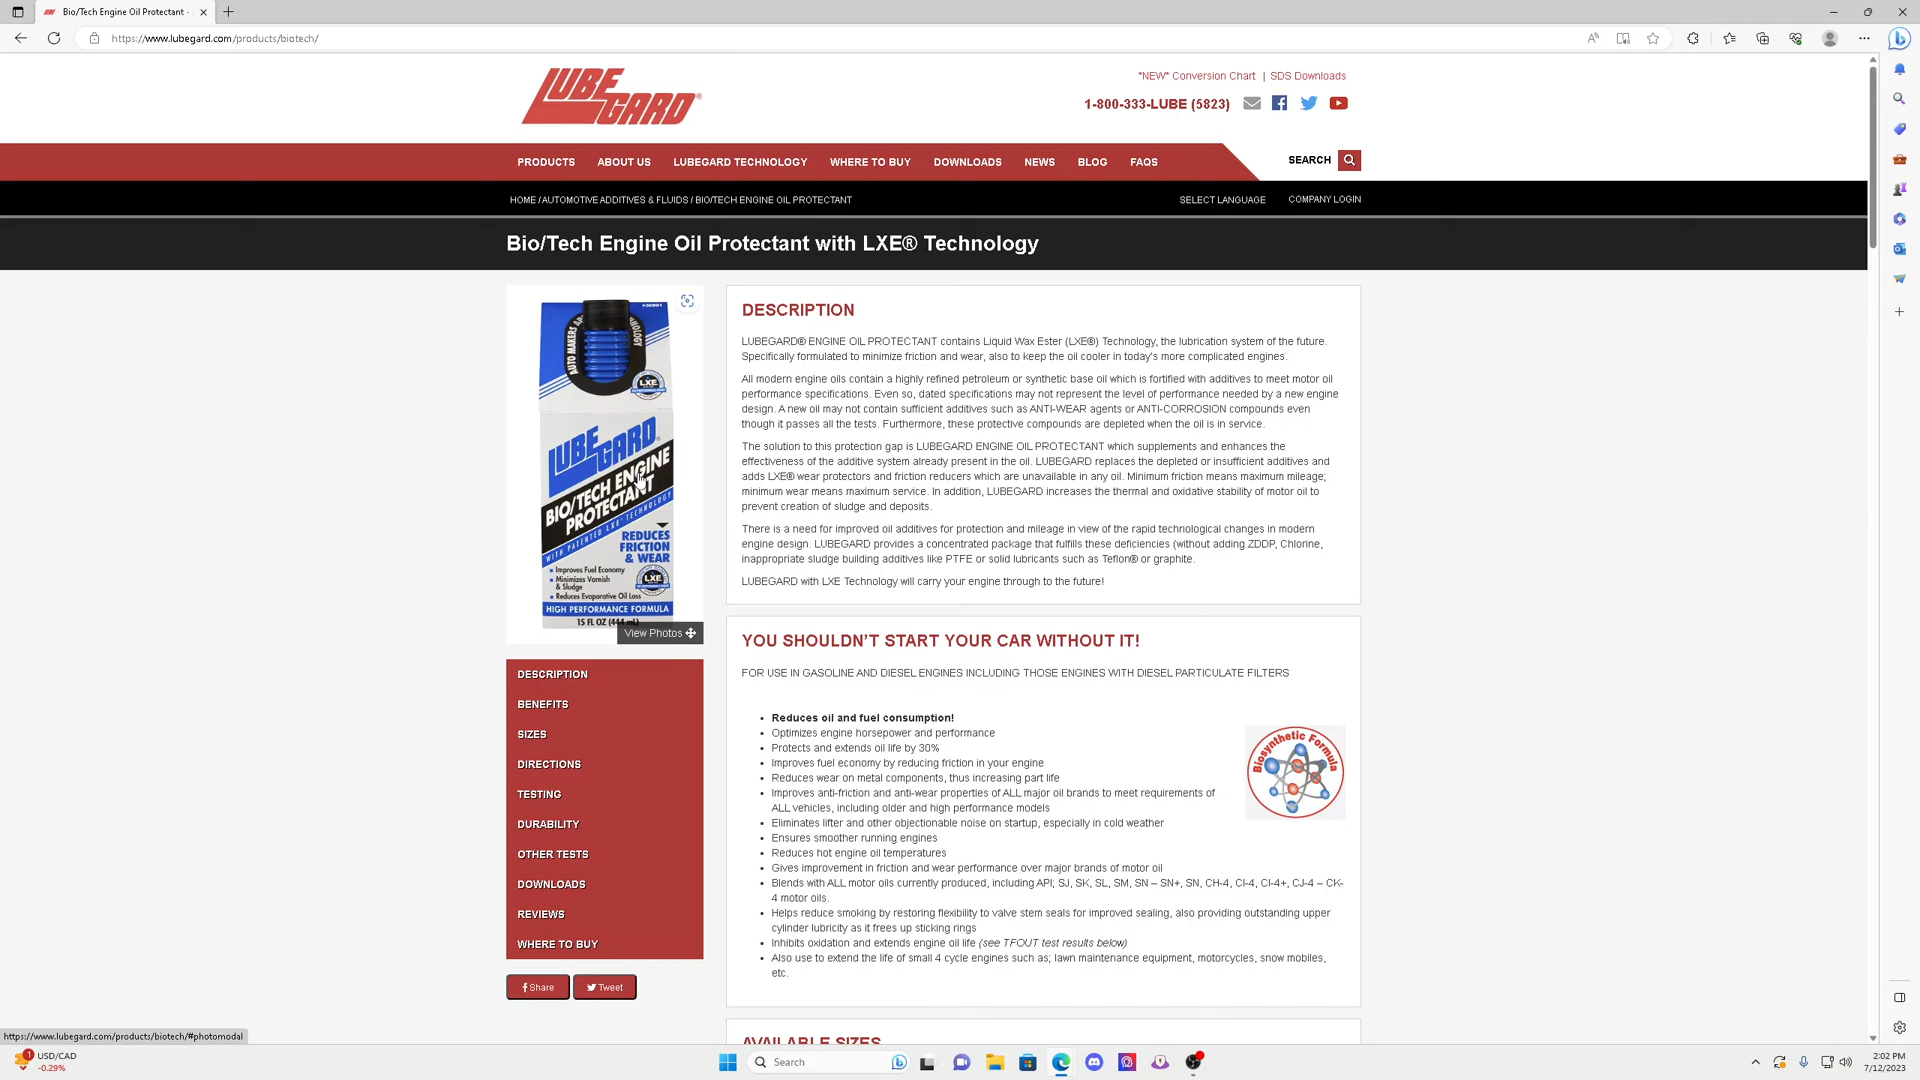 Bio/Tech Engine Oil Protectant -
https://www.lubegard.com/products/biotech/
LUBE GARD®
*NEW* Conversion Chart | SDS Downloads
1-800-333-LUBE (5823)
PRODUCTS ABOUT US LUBEGARD TECHNOLOGY WHERE TO BUY DOWNLOADS NEWS BLOG FAQS SEARCH
HOME / AUTOMOTIVE ADDITIVES & FLUIDS / BIO/TECH ENGINE OIL PROTECTANT SELECT LANGUAGE COMPANY LOGIN
Bio/Tech Engine Oil Protectant with LXE® Technology
LXE
LUBE GARD®
BIO/TECH ENGINE
PROTECTANT
WITH PATENTED LXE® TECHNOLOGY
REDUCES
FRICTION
& WEAR
• Improves Fuel Economy
• Minimizes Varnish
& Sludge
• Reduces Evaporative Oil Loss
LXE
HIGH PERFORMANCE FORMULA
15 FL OZ (444 mL)
View Photos
DESCRIPTION
BENEFITS
SIZES
DIRECTIONS
TESTING
DURABILITY
OTHER TESTS
DOWNLOADS
REVIEWS
WHERE TO BUY
Share Tweet
DESCRIPTION
LUBEGARD® ENGINE OIL PROTECTANT contains Liquid Wax Ester (LXE®) Technology, the lubrication system of the future.
Specifically formulated to minimize friction and wear, also to keep the oil cooler in today's more complicated engines.
All modern engine oils contain a highly refined petroleum or synthetic base oil which is fortified with additives to meet motor oil
performance specifications. Even so, dated specifications may not represent the level of performance needed by a new engine
design. A new oil may not contain sufficient additives such as ANTI-WEAR agents or ANTI-CORROSION compounds even
though it passes all the tests. Furthermore, these protective compounds are depleted when the oil is in service.
The solution to this protection gap is LUBEGARD ENGINE OIL PROTECTANT which supplements and enhances the
effectiveness of the additive system already present in the oil. LUBEGARD replaces the depleted or insufficient additives and
adds LXE® wear protectors and friction reducers which are unavailable in any oil. Minimum friction means maximum mileage;
minimum wear means maximum service. In addition, LUBEGARD increases the thermal and oxidative stability of motor oil to
prevent creation of sludge and deposits.
There is a need for improved oil additives for protection and mileage in view of the rapid technological changes in modern
engine design. LUBEGARD provides a concentrated package that fulfills these deficiencies (without adding ZDDP, Chlorine,
inappropriate sludge building additives like PTFE or solid lubricants such as Teflon® or graphite.
LUBEGARD with LXE Technology will carry your engine through to the future!
YOU SHOULDN'T START YOUR CAR WITHOUT IT!
FOR USE IN GASOLINE AND DIESEL ENGINES INCLUDING THOSE ENGINES WITH DIESEL PARTICULATE FILTERS
• Reduces oil and fuel consumption!
• Optimizes engine horsepower and performance
• Protects and extends oil life by 30%
• Improves fuel economy by reducing friction in your engine
• Reduces wear on metal components, thus increasing part life
• Improves anti-friction and anti-wear properties of ALL major oil brands to meet requirements of
ALL vehicles, including older and high performance models
• Eliminates lifter and other objectionable noise on startup, especially in cold weather
• Ensures smoother running engines
• Reduces hot engine oil temperatures
• Gives improvement in friction and wear performance over major brands of motor oil
• Blends with ALL motor oils currently produced, including API; SJ, SK, SL, SM, SN – SN+, SN, CH-4, CI-4, CI-4+, CJ-4 – CK-
4 motor oils.
• Helps reduce smoking by restoring flexibility to valve stem seals for improved sealing, also providing outstanding upper
cylinder lubricity as it frees up sticking rings
• Inhibits oxidation and extends engine oil life (see TFOUT test results below)
• Also use to extend the life of small 4 cycle engines such as; lawn maintenance equipment, motorcycles, snow mobiles,
etc.
Biosynthetic Formula
AVAILABLE SIZES
https://www.lubegard.com/products/biotech/#photomodal
1
USD/CAD
-0.29%
Search
2:02 PM
7/12/2023